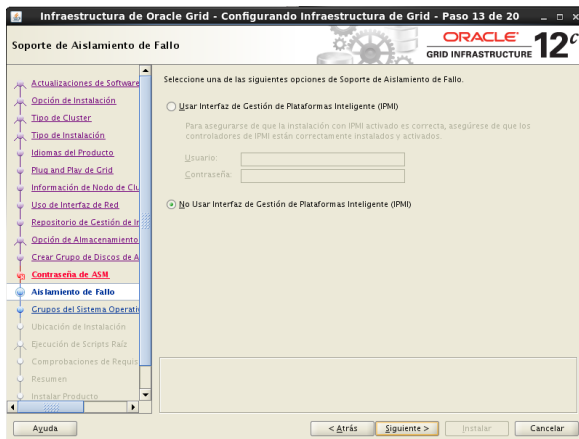 Infraestructura de Oracle Grid - Configurando Infraestructura de Grid - Paso 13 de 20
Soporte de Aislamiento de Fallo
ORACLE
GRID INFRASTRUCTURE
12c
Actualizaciones de Software
Opción de Instalación
Tipo de Cluster
Tipo de Instalación
Idiomas del Producto
Plug and Play de Grid
Información de Nodo de Clu
Uso de Interfaz de Red
Repositorio de Gestión de In
Opción de Almacenamiento
Crear Grupo de Discos de A
Contraseña de ASM
Aislamiento de Fallo
Grupos del Sistema Operati
Ubicación de Instalación
Ejecución de Scripts Raíz
Comprobaciones de Requis
Resumen
Instalar Producto
Seleccione una de las siguientes opciones de Soporte de Aislamiento de Fallo.
Usar Interfaz de Gestión de Plataformas Inteligente (IPMI)
Para asegurarse de que la instalación con IPMI activado es correcta, asegúrese de que los
controladores de IPMI están correctamente instalados y activados.
Usuario:
Contraseña:
No Usar Interfaz de Gestión de Plataformas Inteligente (IPMI)
Ayuda
< Atrás
Siguiente >
Instalar
Cancelar